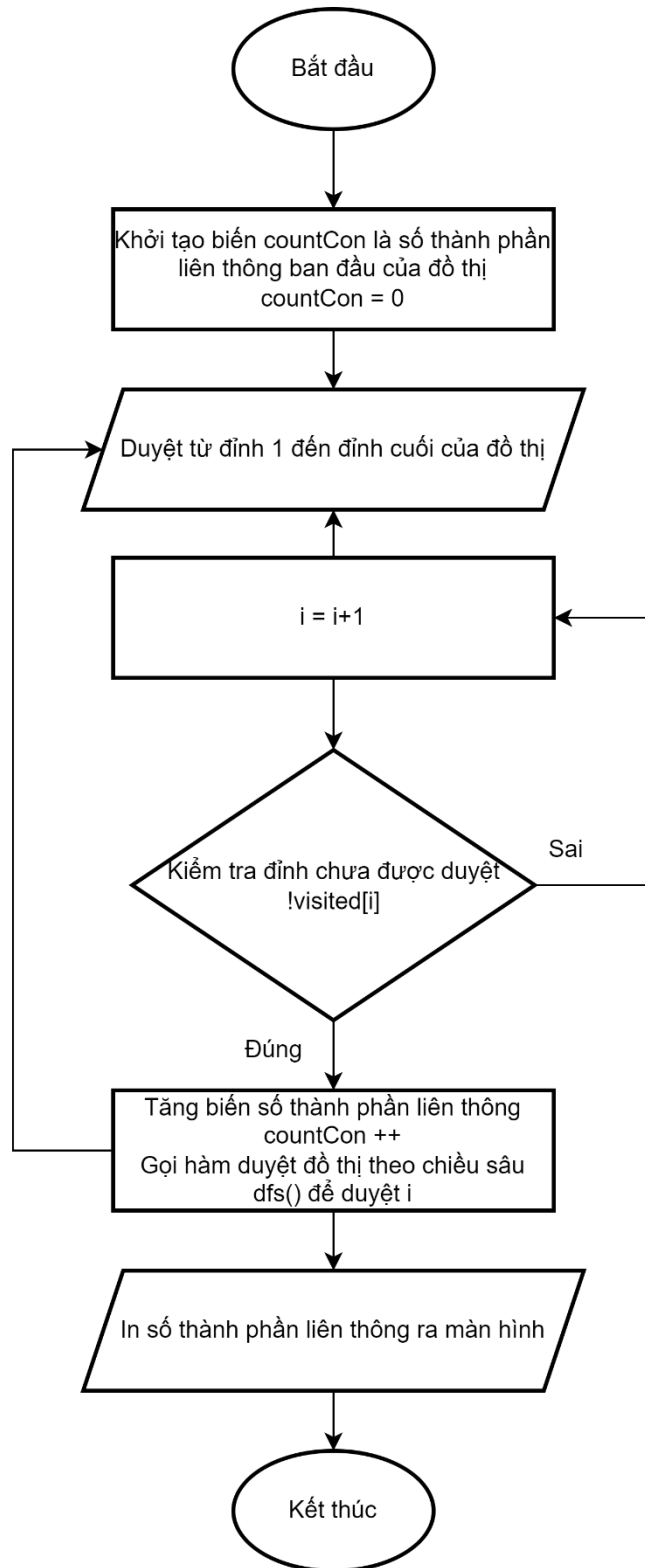 Bắt đầu
Khởi tạo biến countCon là số thành phần
liên thông ban đầu của đồ thị
countCon = 0
Duyệt từ đỉnh 1 đến đỉnh cuối của đồ thị
i = i+1
Kiểm tra đỉnh chưa được duyệt
!visited[i]
Sai
Đúng
Tăng biến số thành phần liên thông
countCon ++
Gọi hàm duyệt đồ thị theo chiều sâu
dfs() để duyệt i
In số thành phần liên thông ra màn hình
Kết thúc